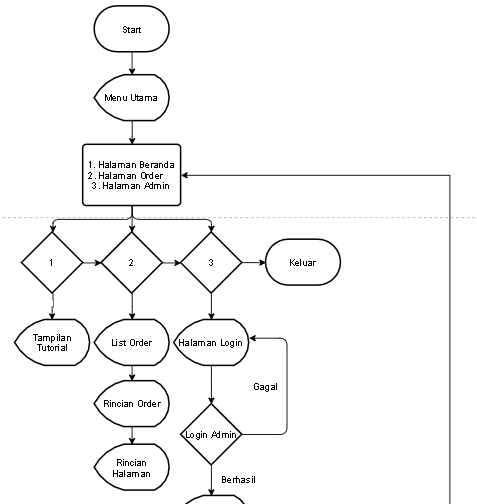 Start
Menu Utama
1. Halaman Beranda
2. Halaman Order
3. Halaman Admin
1
2
3
Keluar
Tampilan
Tutorial
List Order
Halaman Login
Gagal
Rincian Order
Login Admin
Rincian
Halaman
Berhasil